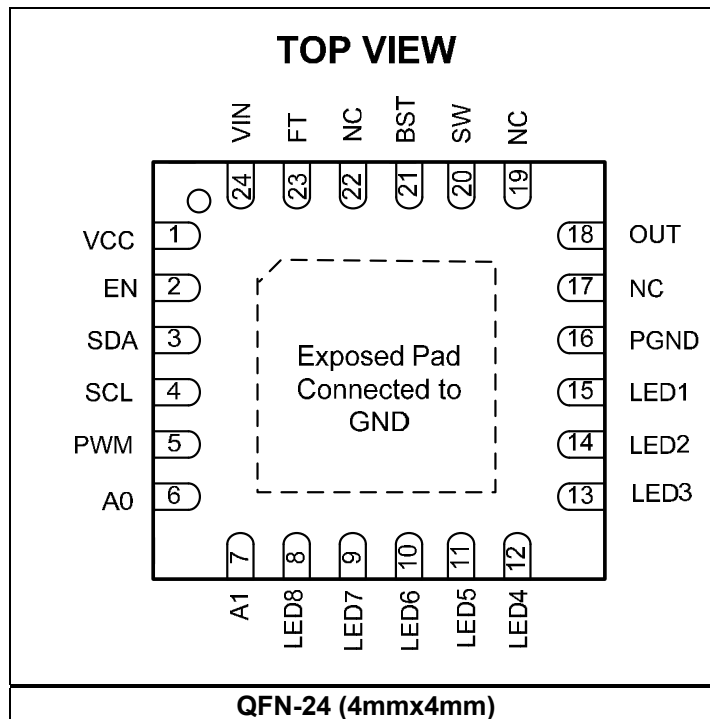 TOP VIEW
VIN FT NC BST SW NC
24 23 22 21 20 19
VCC 1
EN 2
SDA 3
SCL 4
PWM 5
A0 6
Exposed Pad
Connected to
GND
18 OUT
17 NC
16 PGND
15 LED1
14 LED2
13 LED3
7 8 9 10 11 12
A1 LED8 LED7 LED6 LED5 LED4
QFN-24 (4mmx4mm)